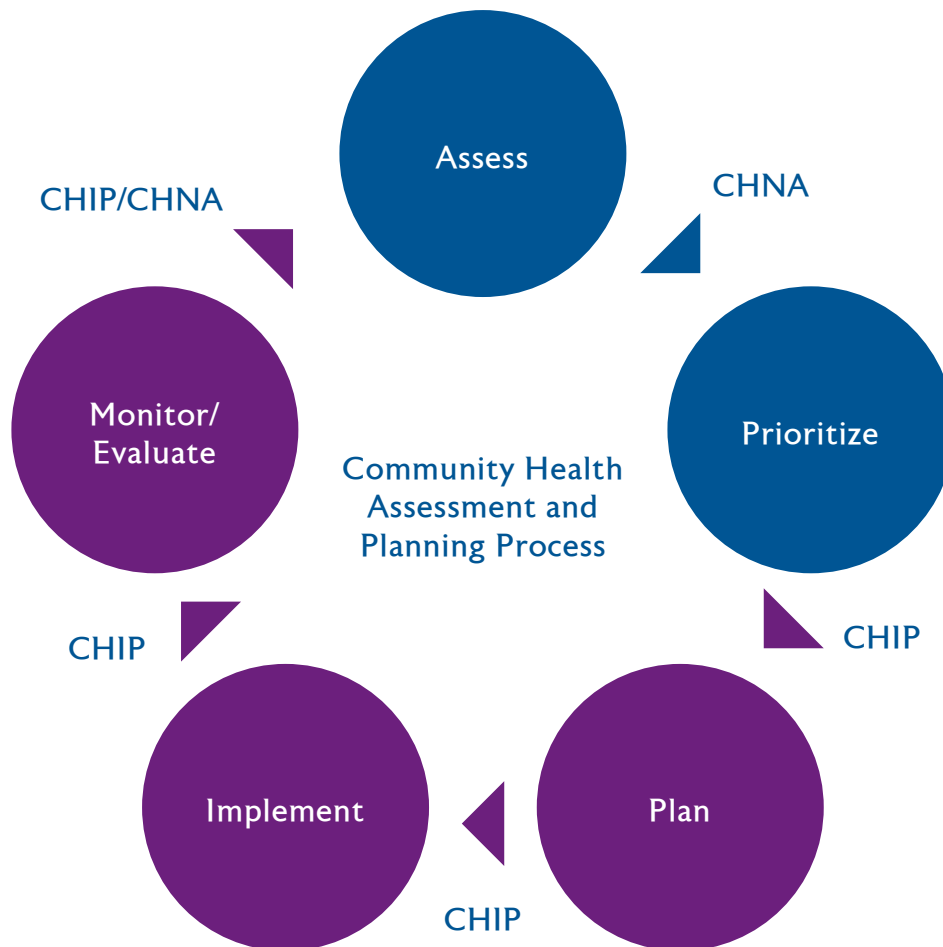 Assess
CHIP/CHNA
CHNA
Monitor/
Evaluate
Prioritize
Community Health
Assessment and
Planning Process
CHIP
CHIP
Implement
Plan
CHIP